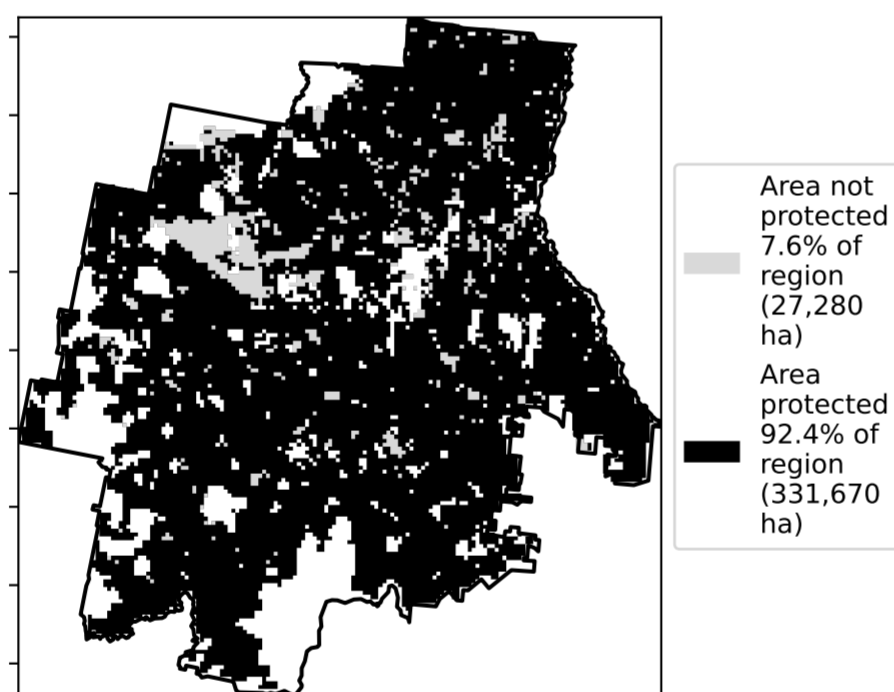 Area not
protected
7.6% of
region
(27,280
ha)
Area
protected
92.4% of
region
(331,670
ha)